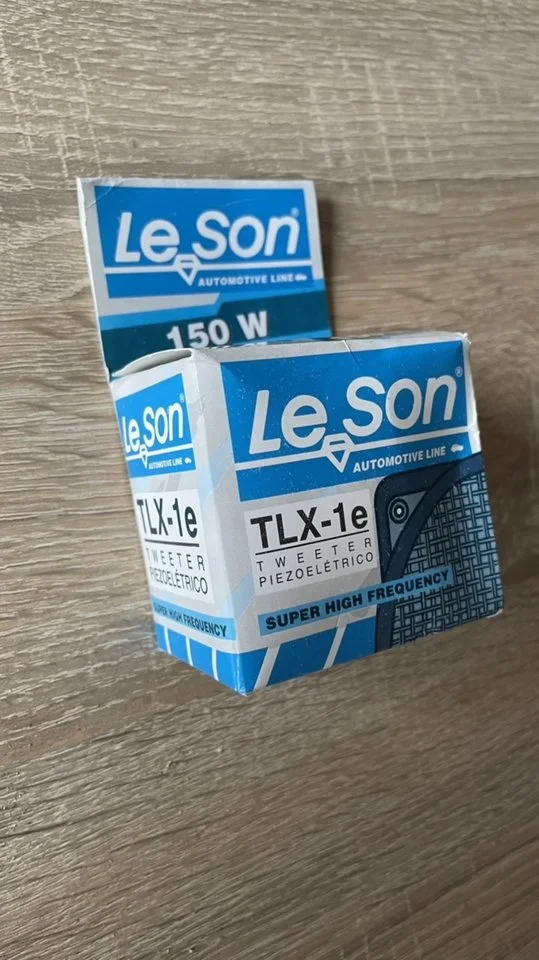 Le Son®
AUTOMOTIVE LINE
150 W
Le Son
AUTOMOTIVE LINE
TLX-1e
TWEETER
PIEZOELÉTRICO
SUPER HIGH FREQUENCY
Le Son®
AUTOMOTIVE LINE
TLX-1e
TWEETER
PIEZOELÉTRICO
SUPER HIGH FREQUENCY